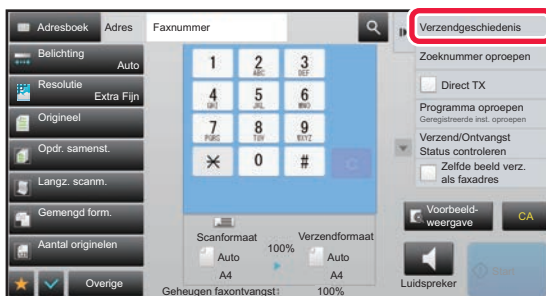 Adresboek
Adres
Faxnummer
Verzendgeschiedenis
Belichting
Auto
Resolutie
Extra Fijn
Origineel
Opdr. samenst.
Langz. scanm.
Gemengd form.
Aantal originelen
Overige
1
2
ABC
3
DEF
4
GHI
5
JKL
6
MNO
7
PQRS
8
TUV
9
WXYZ
0
#
Scanformaat
Auto
A4
100%
Verzendformaat
Auto
A4
Geheugen faxontvangst: 100%
Zoeknummer oproepen
Direct TX
Programma oproepen
Geregistreerde inst. oproepen
Verzend/Ontvangst
Status controleren
Zelfde beeld verz.
als faxadres
Voorbeeld-
weergave
CA
Luidspreker
Start